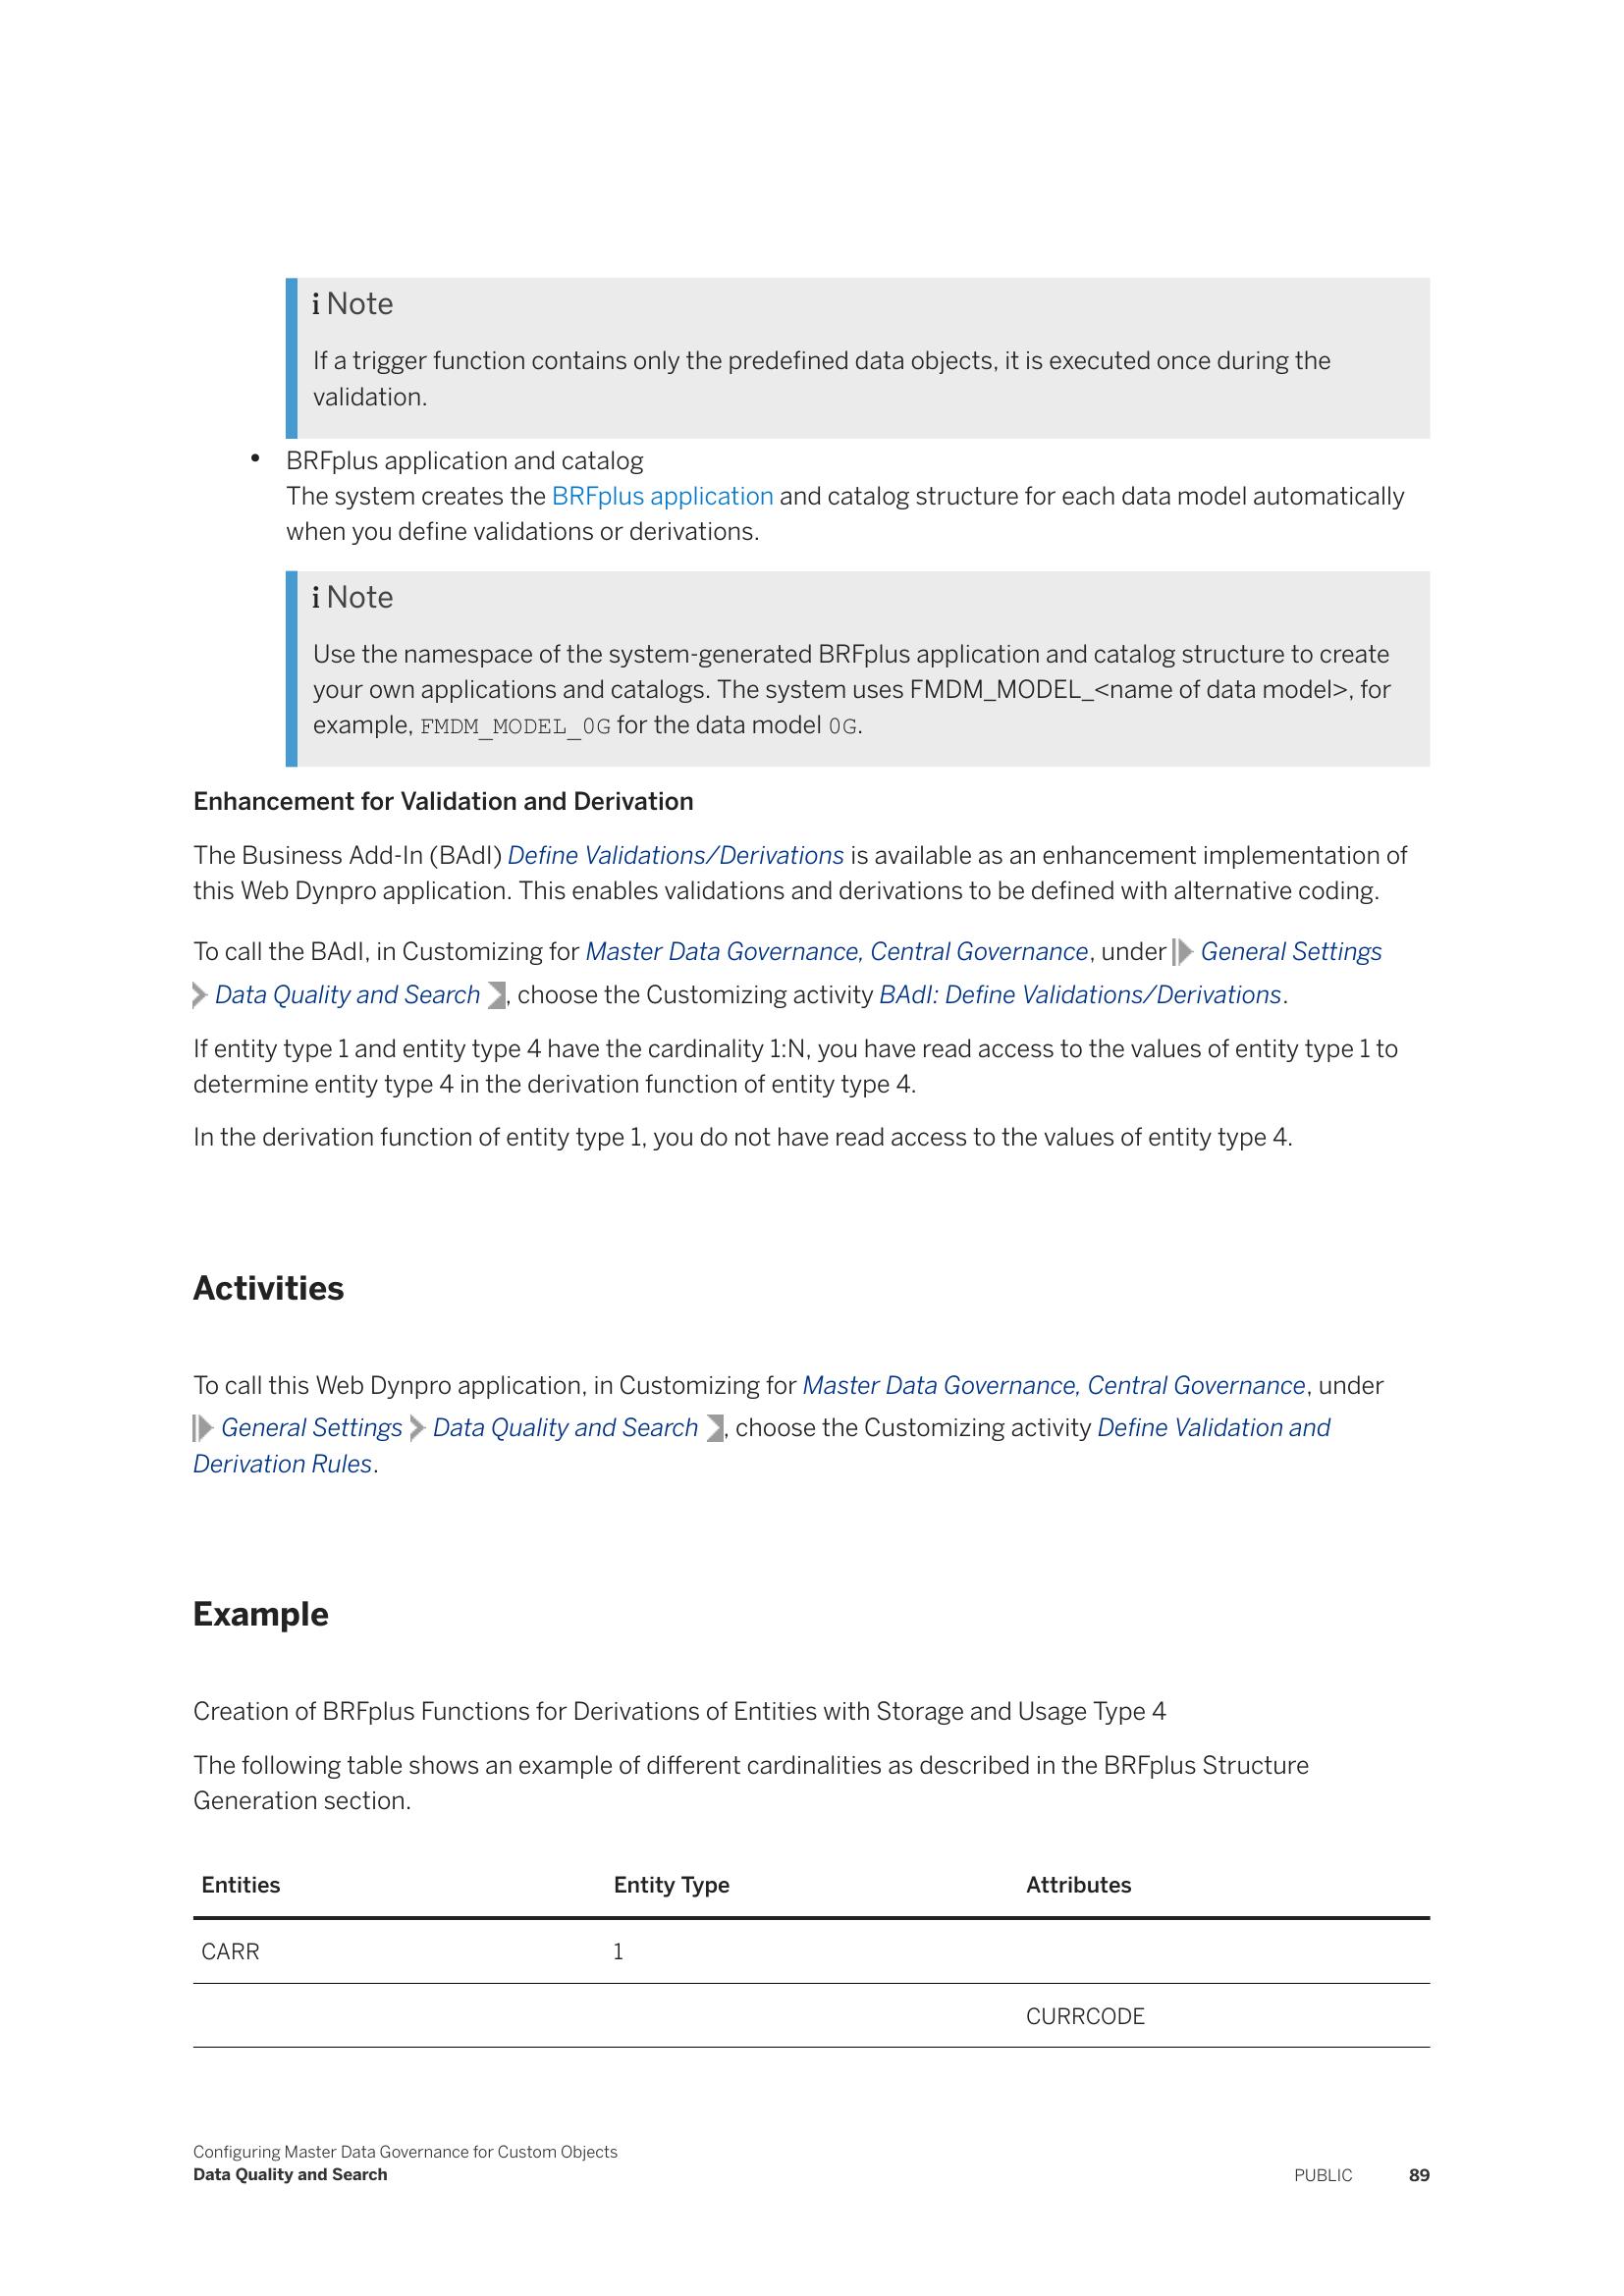 i Note
If a trigger function contains only the predefined data objects, it is executed once during the
validation.
• BRFplus application and catalog
The system creates the BRFplus application and catalog structure for each data model automatically
when you define validations or derivations.
i Note
Use the namespace of the system-generated BRFplus application and catalog structure to create
your own applications and catalogs. The system uses FMDM_MODEL_<name of data model>, for
example, FMDM_MODEL_0G for the data model 0G.
Enhancement for Validation and Derivation
The Business Add-In (BAdI) Define Validations/Derivations is available as an enhancement implementation of
this Web Dynpro application. This enables validations and derivations to be defined with alternative coding.
To call the BAdI, in Customizing for Master Data Governance, Central Governance, under General Settings
Data Quality and Search , choose the Customizing activity BAdI: Define Validations/Derivations.
If entity type 1 and entity type 4 have the cardinality 1:N, you have read access to the values of entity type 1 to
determine entity type 4 in the derivation function of entity type 4.
In the derivation function of entity type 1, you do not have read access to the values of entity type 4.
Activities
To call this Web Dynpro application, in Customizing for Master Data Governance, Central Governance, under
General Settings Data Quality and Search , choose the Customizing activity Define Validation and
Derivation Rules.
Example
Creation of BRFplus Functions for Derivations of Entities with Storage and Usage Type 4
The following table shows an example of different cardinalities as described in the BRFplus Structure
Generation section.
Entities Entity Type Attributes
CARR 1
CURRCODE
Configuring Master Data Governance for Custom Objects
Data Quality and Search PUBLIC 89